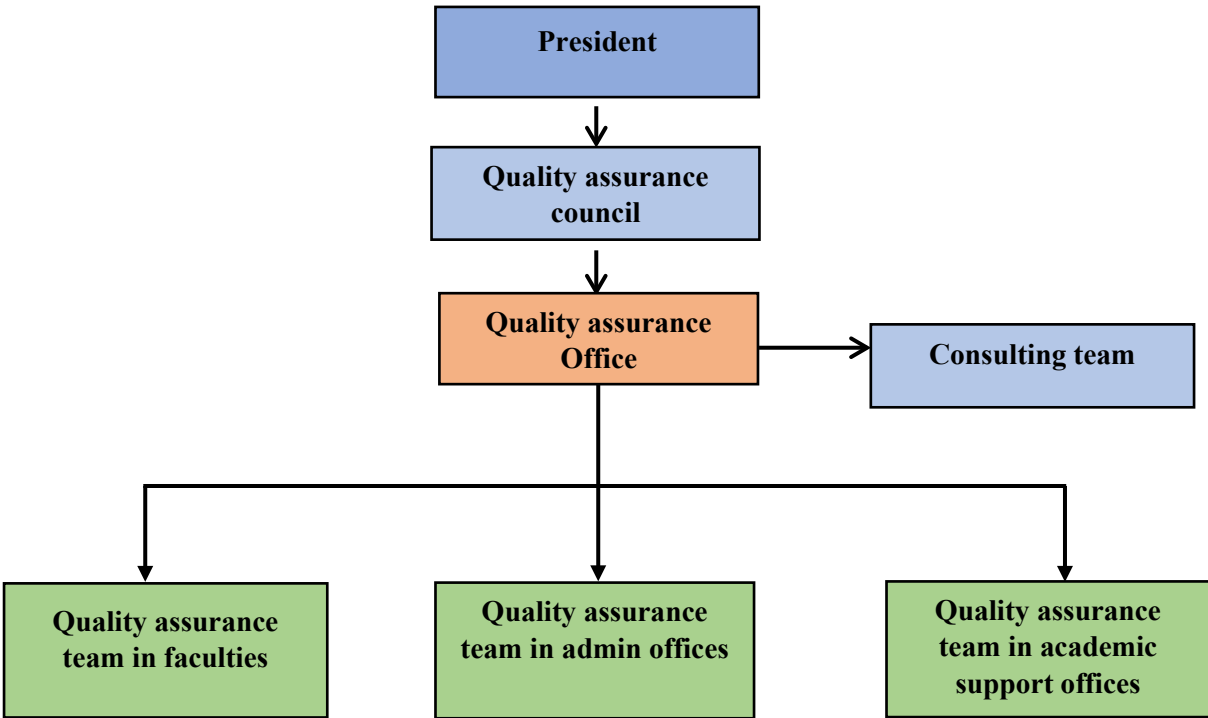 President
Quality assurance
council
Quality assurance
Office
Consulting team
Quality assurance
team in faculties
Quality assurance
team in admin offices
Quality assurance
team in academic
support offices